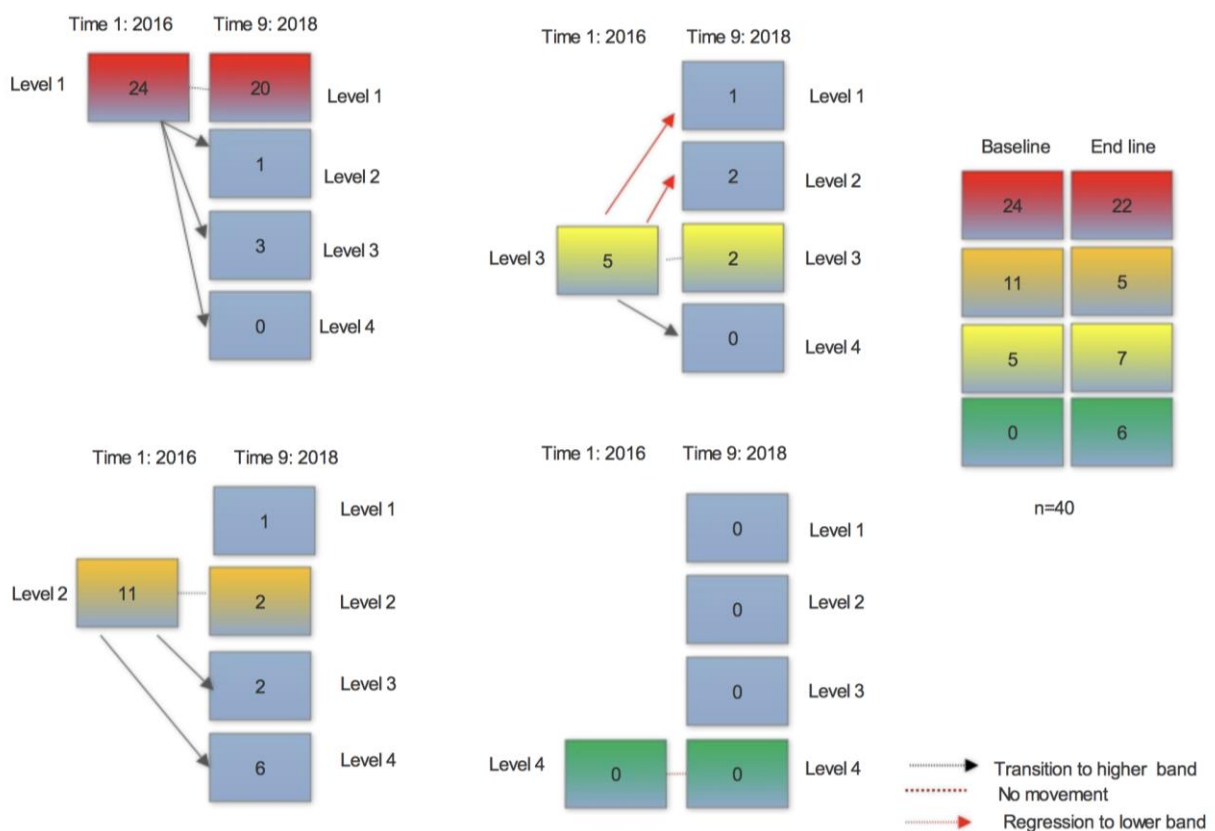 Time 1: 2016 Time 9: 2018
Level 1 24 20 Level 1
1 Level 2
3 Level 3
0 Level 4
Time 1: 2016 Time 9: 2018
1 Level 1
2 Level 2
Level 3 5 2 Level 3
0 Level 4
Baseline End line
24 22
11 5
5 7
0 6
n=40
Time 1: 2016 Time 9: 2018
1 Level 1
Level 2 11 2 Level 2
2 Level 3
6 Level 4
Time 1: 2016 Time 9: 2018
0 Level 1
0 Level 2
0 Level 3
Level 4 0 0 Level 4
Transition to higher band
No movement
Regression to lower band